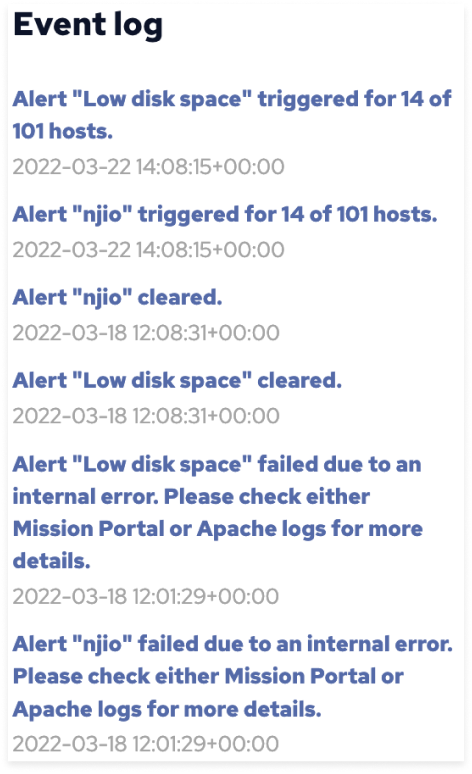 Event log
Alert "Low disk space" triggered for 14 of
101 hosts.
2022-03-22 14:08:15+00:00
Alert "njio" triggered for 14 of 101 hosts.
2022-03-22 14:08:15+00:00
Alert "njio" cleared.
2022-03-18 12:08:31+00:00
Alert "Low disk space" cleared.
2022-03-18 12:08:31+00:00
Alert "Low disk space" failed due to an
internal error. Please check either
Mission Portal or Apache logs for more
details.
2022-03-18 12:01:29+00:00
Alert "njio" failed due to an internal error.
Please check either Mission Portal or
Apache logs for more details.
2022-03-18 12:01:29+00:00